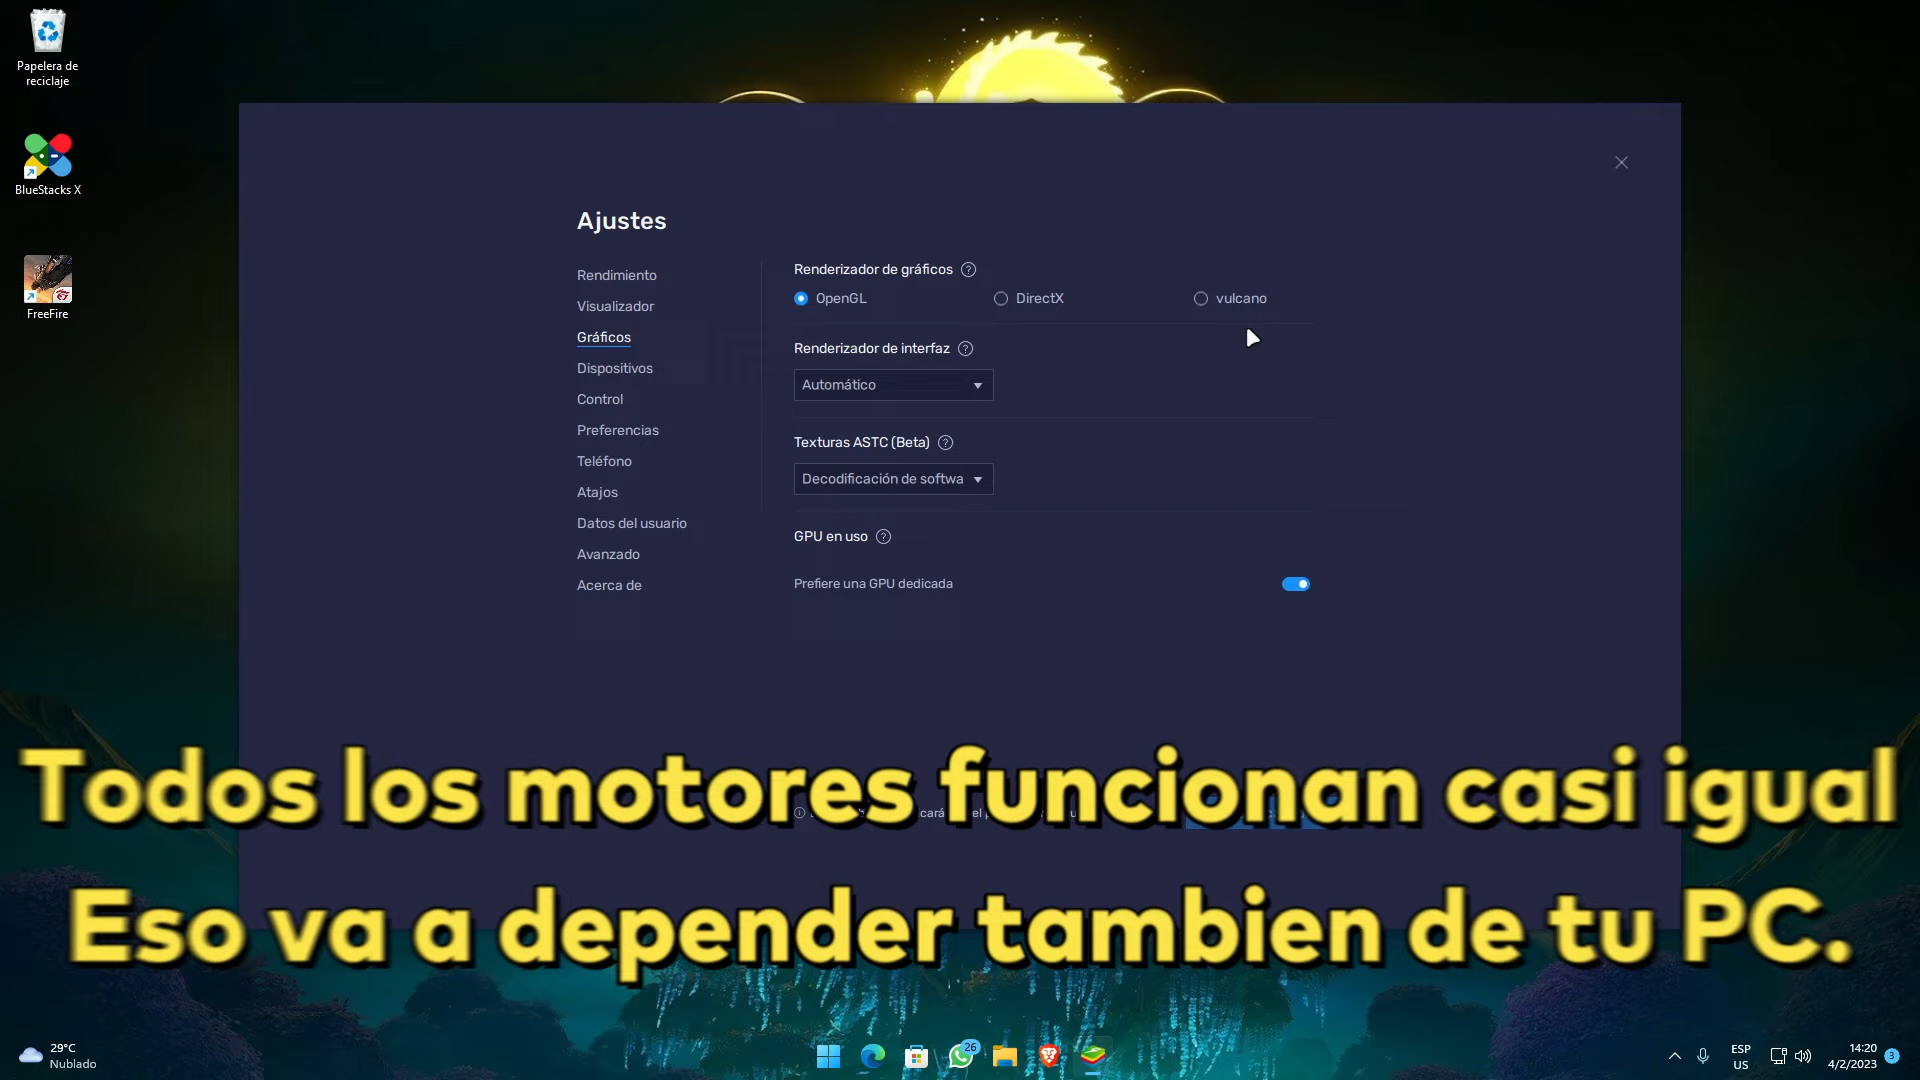 Papelera de
reciclaje
BlueStacks X
FreeFire
Ajustes
Rendimiento
Visualizador
Gráficos
Dispositivos
Control
Preferencias
Teléfono
Atajos
Datos del usuario
Avanzado
Acerca de
Renderizador de gráficos
OpenGL
DirectX
vulcano
Renderizador de interfaz
Automático
Texturas ASTC (Beta)
Decodificación de softwa
GPU en uso
Prefiere una GPU dedicada
Todos los motores funcionan casi igual
Eso va a depender tambien de tu PC.
29°C
Nublado
26
ESP
US
14:20
4/2/2023
3